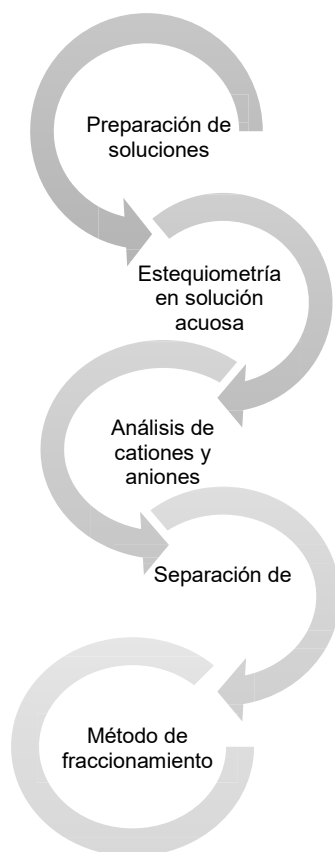 Preparación de
soluciones
Estequiometría
en solución
acuosa
Análisis de
cationes y
aniones
Separación de
Método de
fraccionamiento